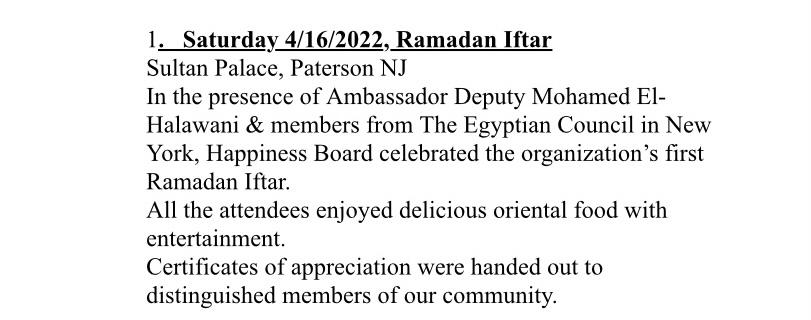 1. Saturday 4/16/2022, Ramadan Iftar
Sultan Palace, Paterson NJ
In the presence of Ambassador Deputy Mohamed El-
Halawani & members from The Egyptian Council in New
York, Happiness Board celebrated the organization’s first
Ramadan Iftar.
All the attendees enjoyed delicious oriental food with
entertainment.
Certificates of appreciation were handed out to
distinguished members of our community.